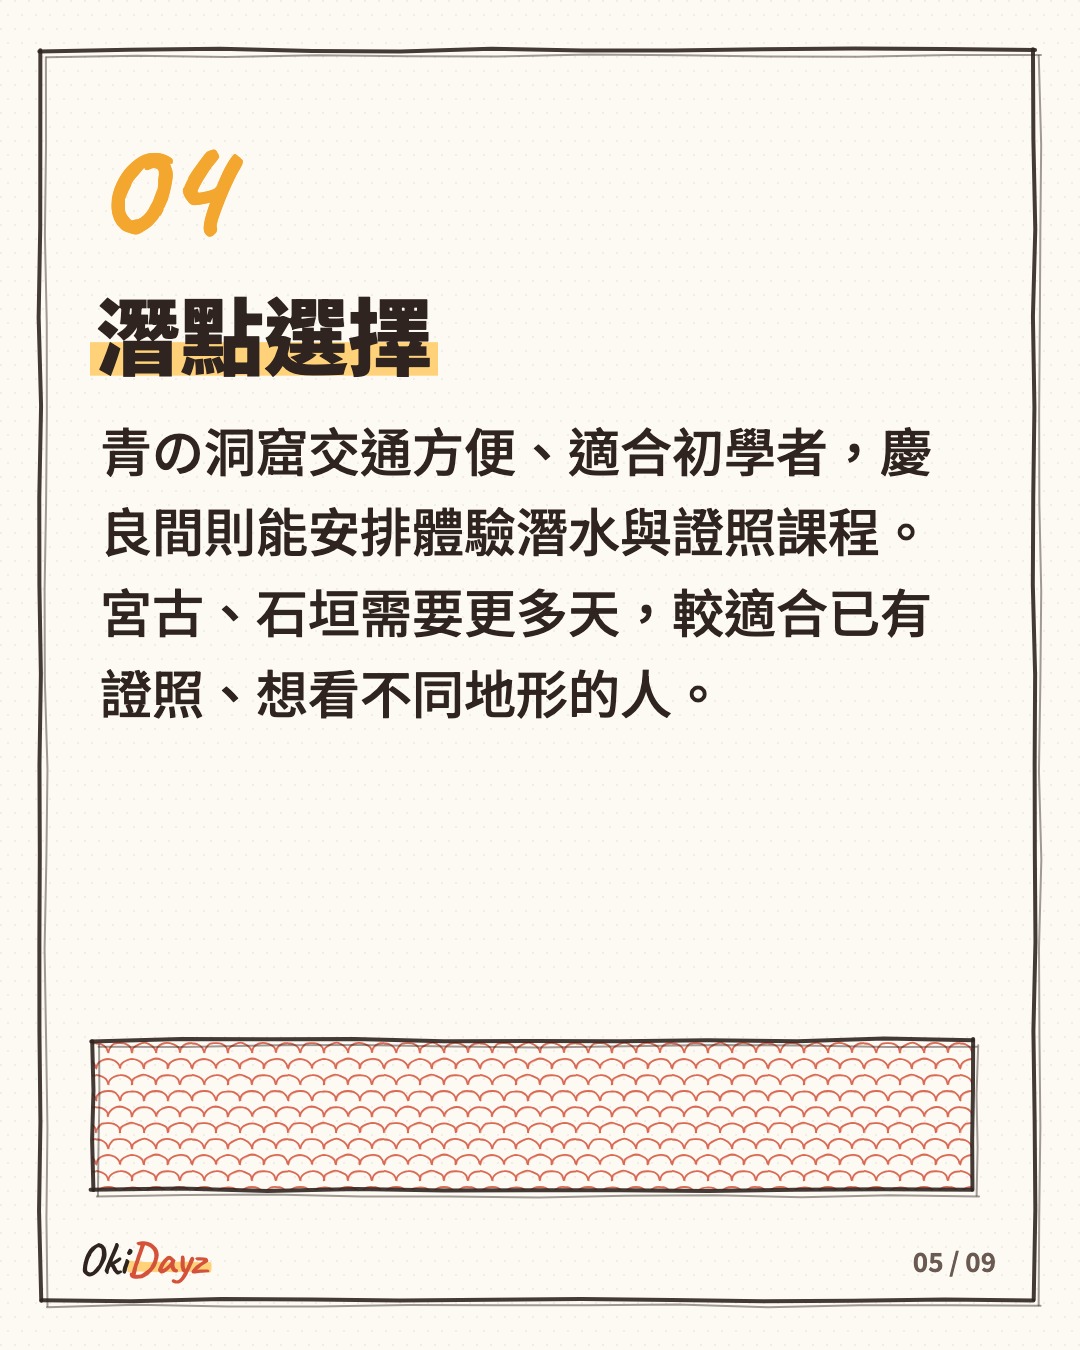 04
潛點選擇
青の洞窟交通方便、適合初學者，慶
良間則能安排體驗潛水與證照課程。
宮古、石垣需要更多天，較適合已有
證照、想看不同地形的人。
OkiDayz
05 / 09